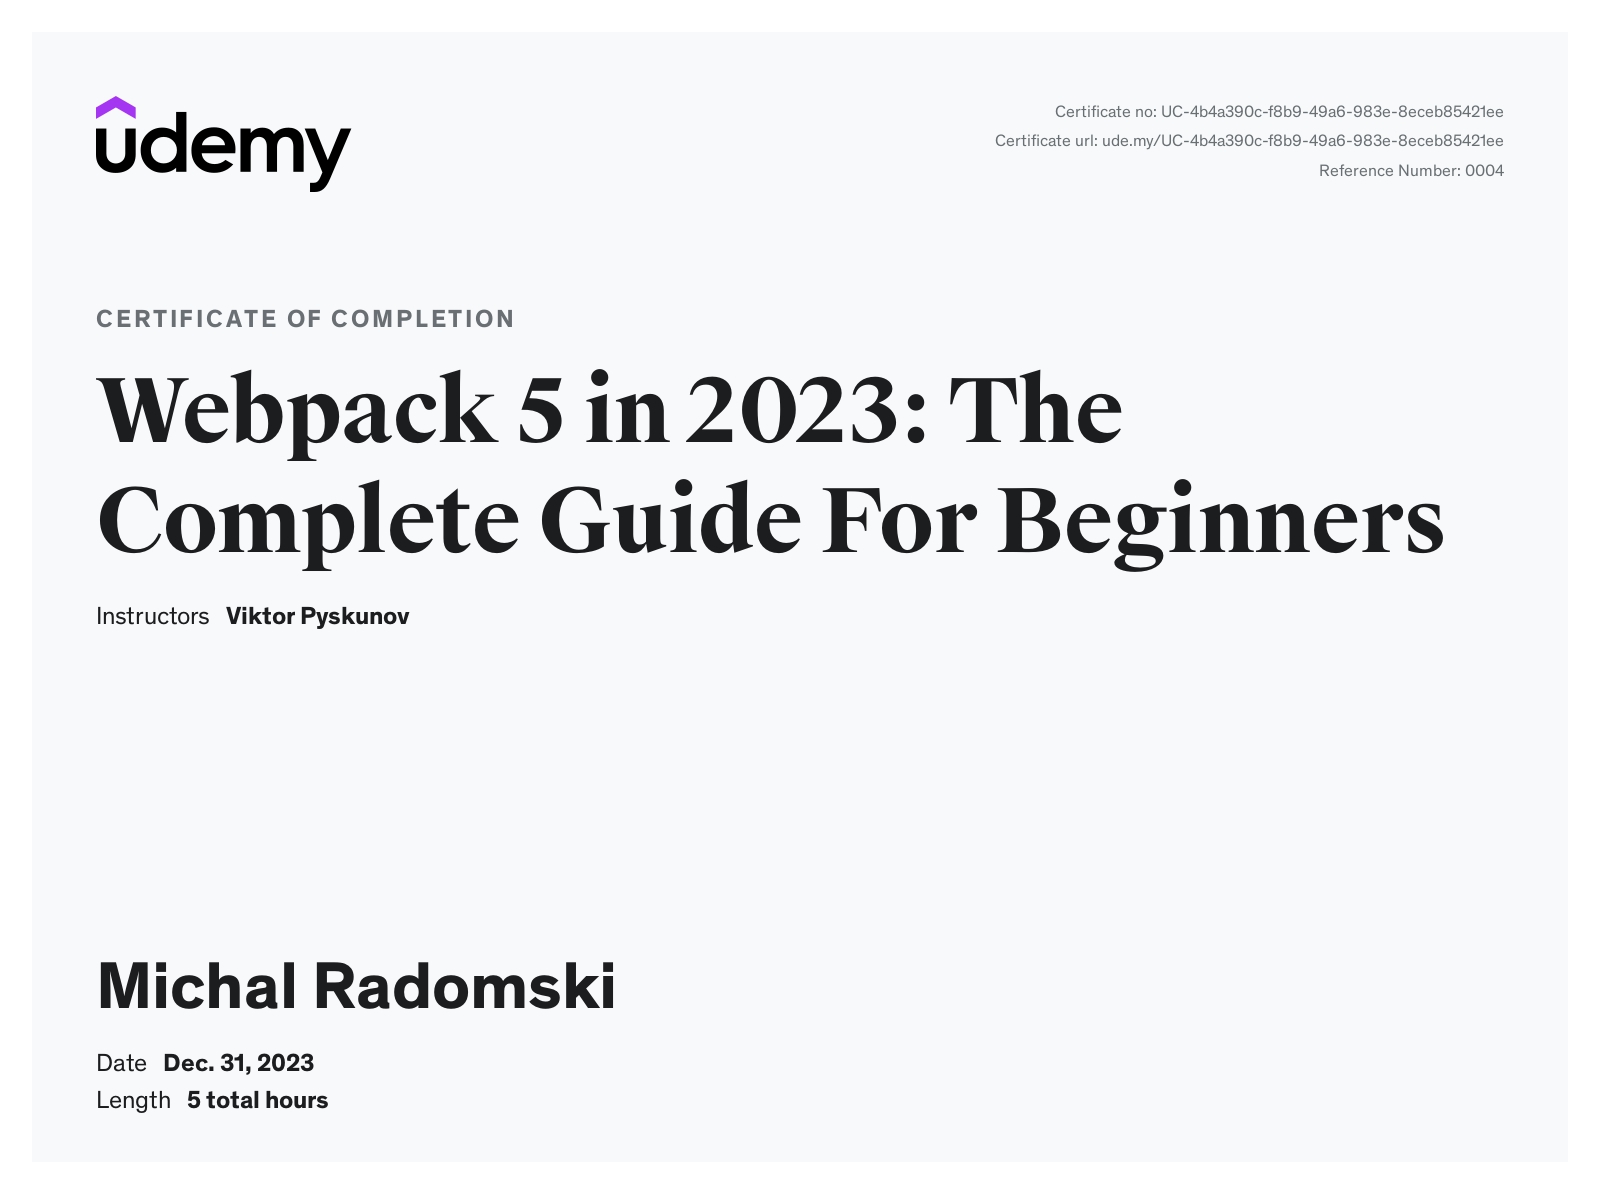 udemy
Certificate no: UC-4b4a390c-f8b9-49a6-983e-8eceb85421ee
Certificate url: ude.my/UC-4b4a390c-f8b9-49a6-983e-8eceb85421ee
Reference Number: 0004
CERTIFICATE OF COMPLETION
Webpack 5 in 2023: The
Complete Guide For Beginners
Instructors Viktor Pyskunov
Michal Radomski
Date Dec. 31, 2023
Length 5 total hours